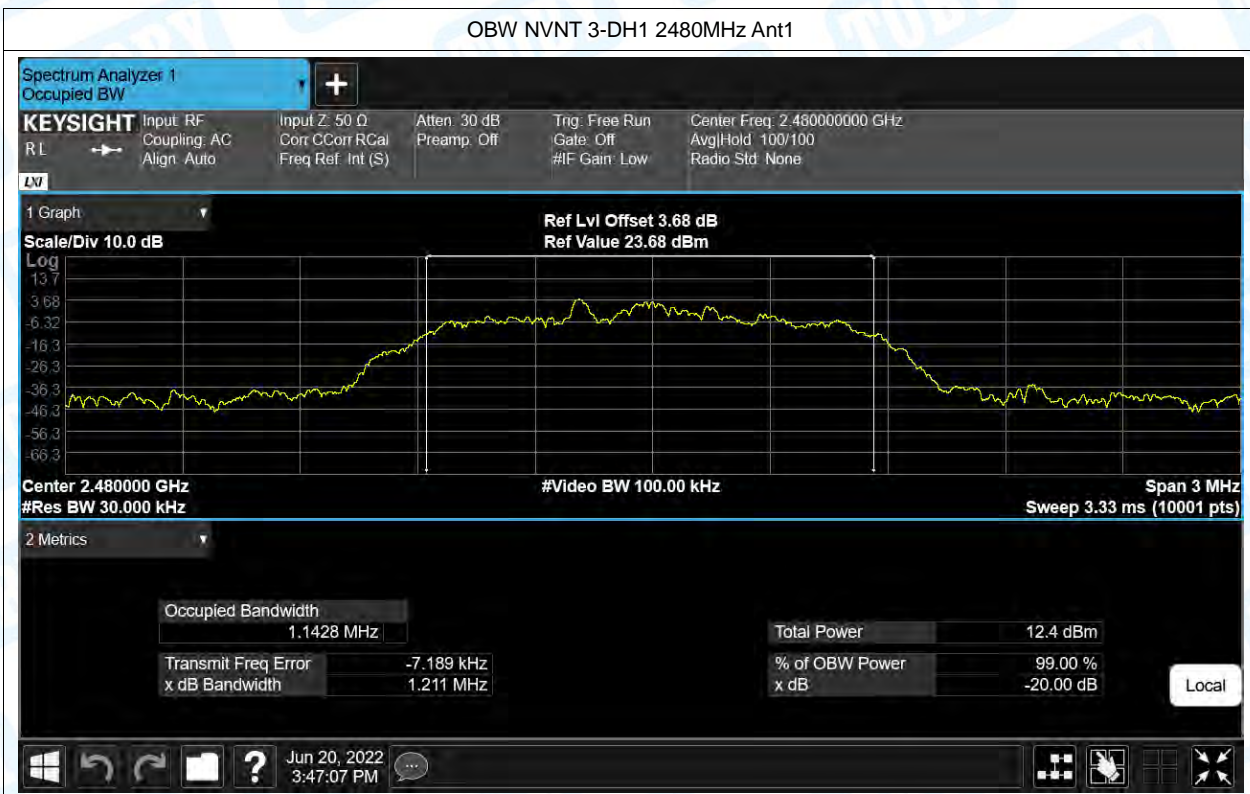 OBW NVNT 3-DH1 2480MHz Ant1
Spectrum Analyzer 1
Occupied BW
KEYSIGHT
RL
LXI
Input: RF
Coupling: AC
Align: Auto
Input Z: 50 Ω
Corr CCorr RCal
Freq Ref: Int (S)
Atten: 30 dB
Preamp: Off
Trig: Free Run
Gate: Off
#IF Gain: Low
Center Freq: 2.480000000 GHz
Avg|Hold: 100/100
Radio Std: None
1 Graph
Scale/Div 10.0 dB
Ref Lvl Offset 3.68 dB
Ref Value 23.68 dBm
Log
13.7
3.68
-6.32
-16.3
-26.3
-36.3
-46.3
-56.3
-66.3
Center 2.480000 GHz
#Video BW 100.00 kHz
Span 3 MHz
#Res BW 30.000 kHz
Sweep 3.33 ms (10001 pts)
2 Metrics
Occupied Bandwidth
1.1428 MHz
Total Power 12.4 dBm
Transmit Freq Error -7.189 kHz
% of OBW Power 99.00 %
x dB Bandwidth 1.211 MHz
x dB -20.00 dB
Local
Jun 20, 2022
3:47:07 PM